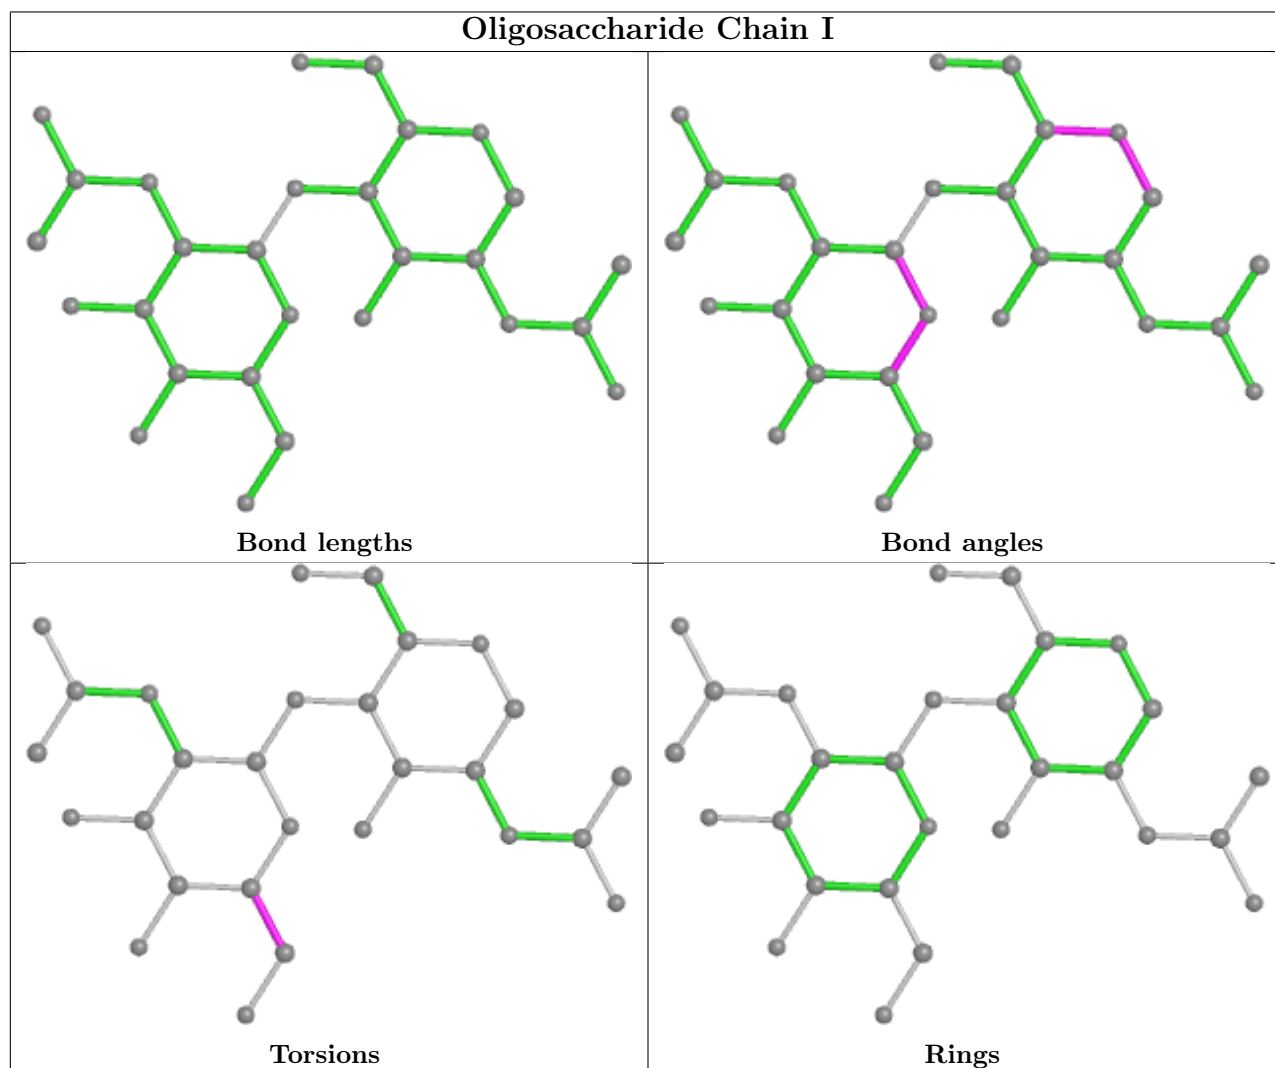 Oligosaccharide Chain I
Bond lengths
Bond angles
Torsions
Rings